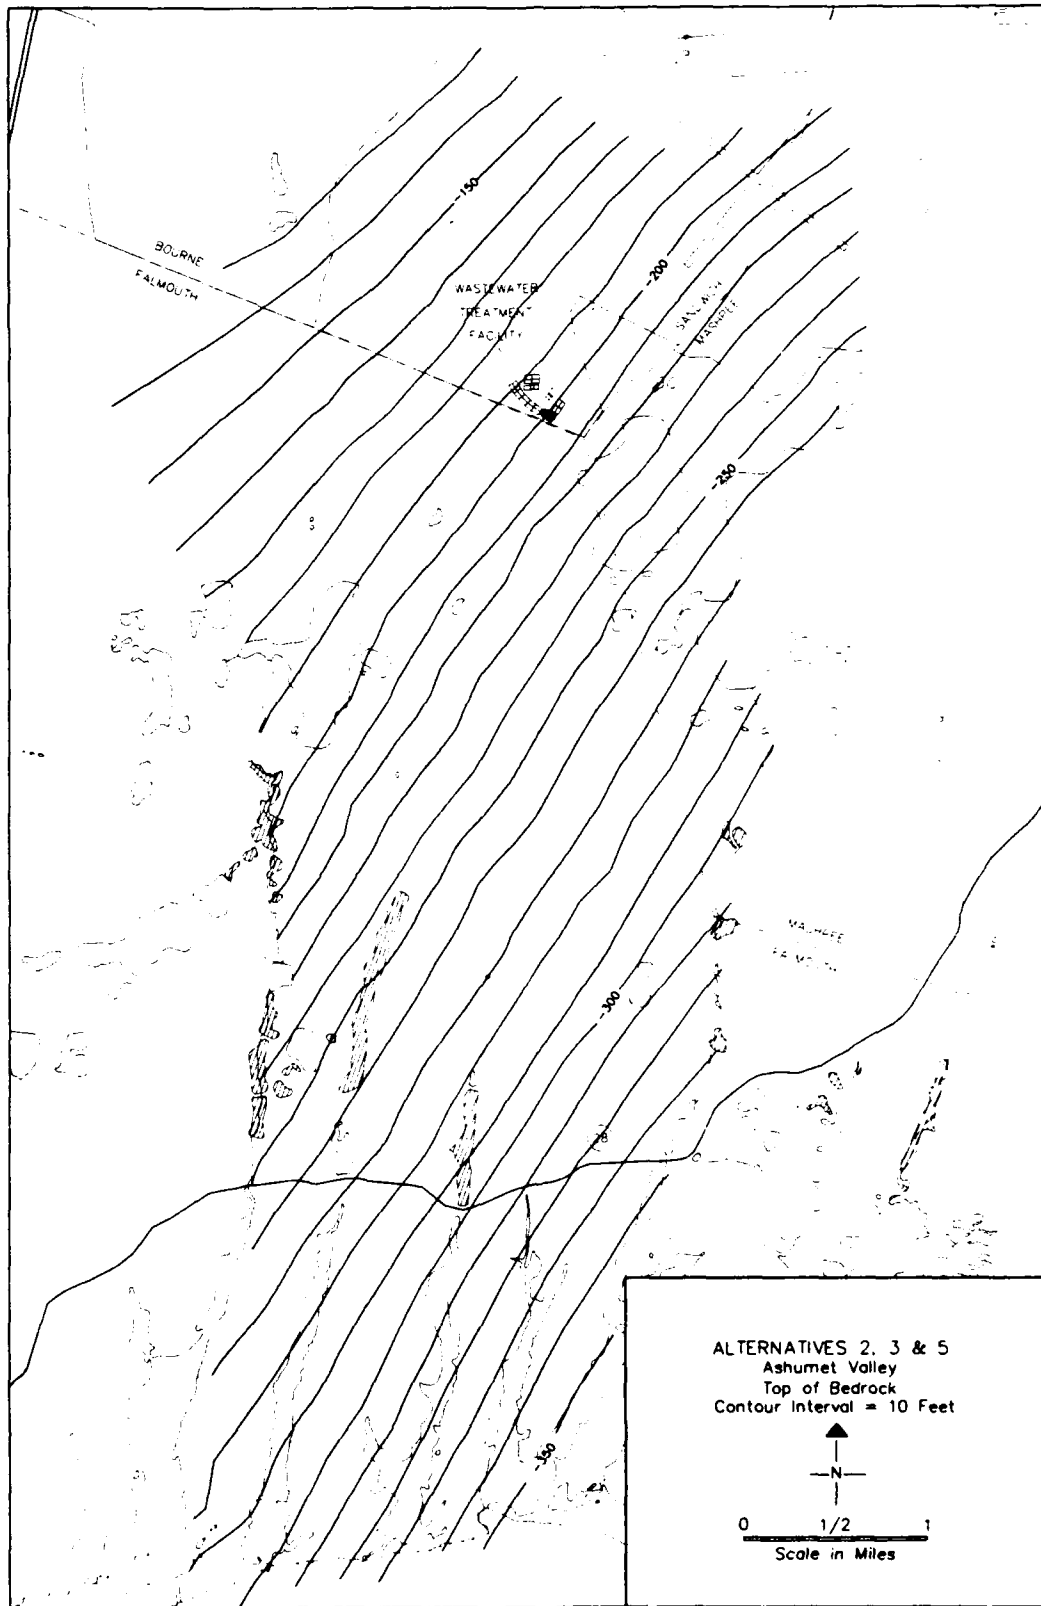 -150
BOURNE
FALMOUTH
WASTEWATER
TREATMENT
FACILITY
-200
SANDWICH
MASHPEE
-250
MASHPEE
FALMOUTH
-300
28
-350
ALTERNATIVES 2, 3 & 5
Ashumet Valley
Top of Bedrock
Contour Interval = 10 Feet
N
0 1/2 1
Scale in Miles